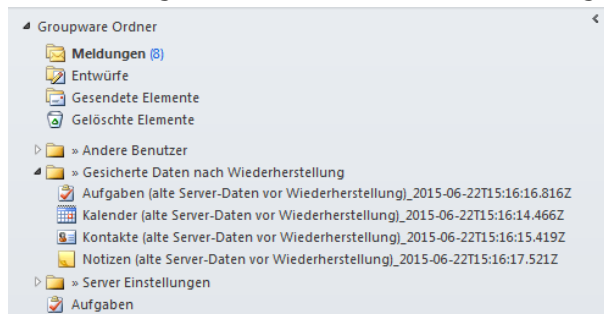 Groupware Ordner
Meldungen (8)
Entwürfe
Gesendete Elemente
Gelöschte Elemente
» Andere Benutzer
» Gesicherte Daten nach Wiederherstellung
Aufgaben (alte Server-Daten vor Wiederherstellung)_2015-06-22T15:16:16.816Z
Kalender (alte Server-Daten vor Wiederherstellung)_2015-06-22T15:16:14.466Z
Kontakte (alte Server-Daten vor Wiederherstellung)_2015-06-22T15:16:15.419Z
Notizen (alte Server-Daten vor Wiederherstellung)_2015-06-22T15:16:17.521Z
» Server Einstellungen
Aufgaben